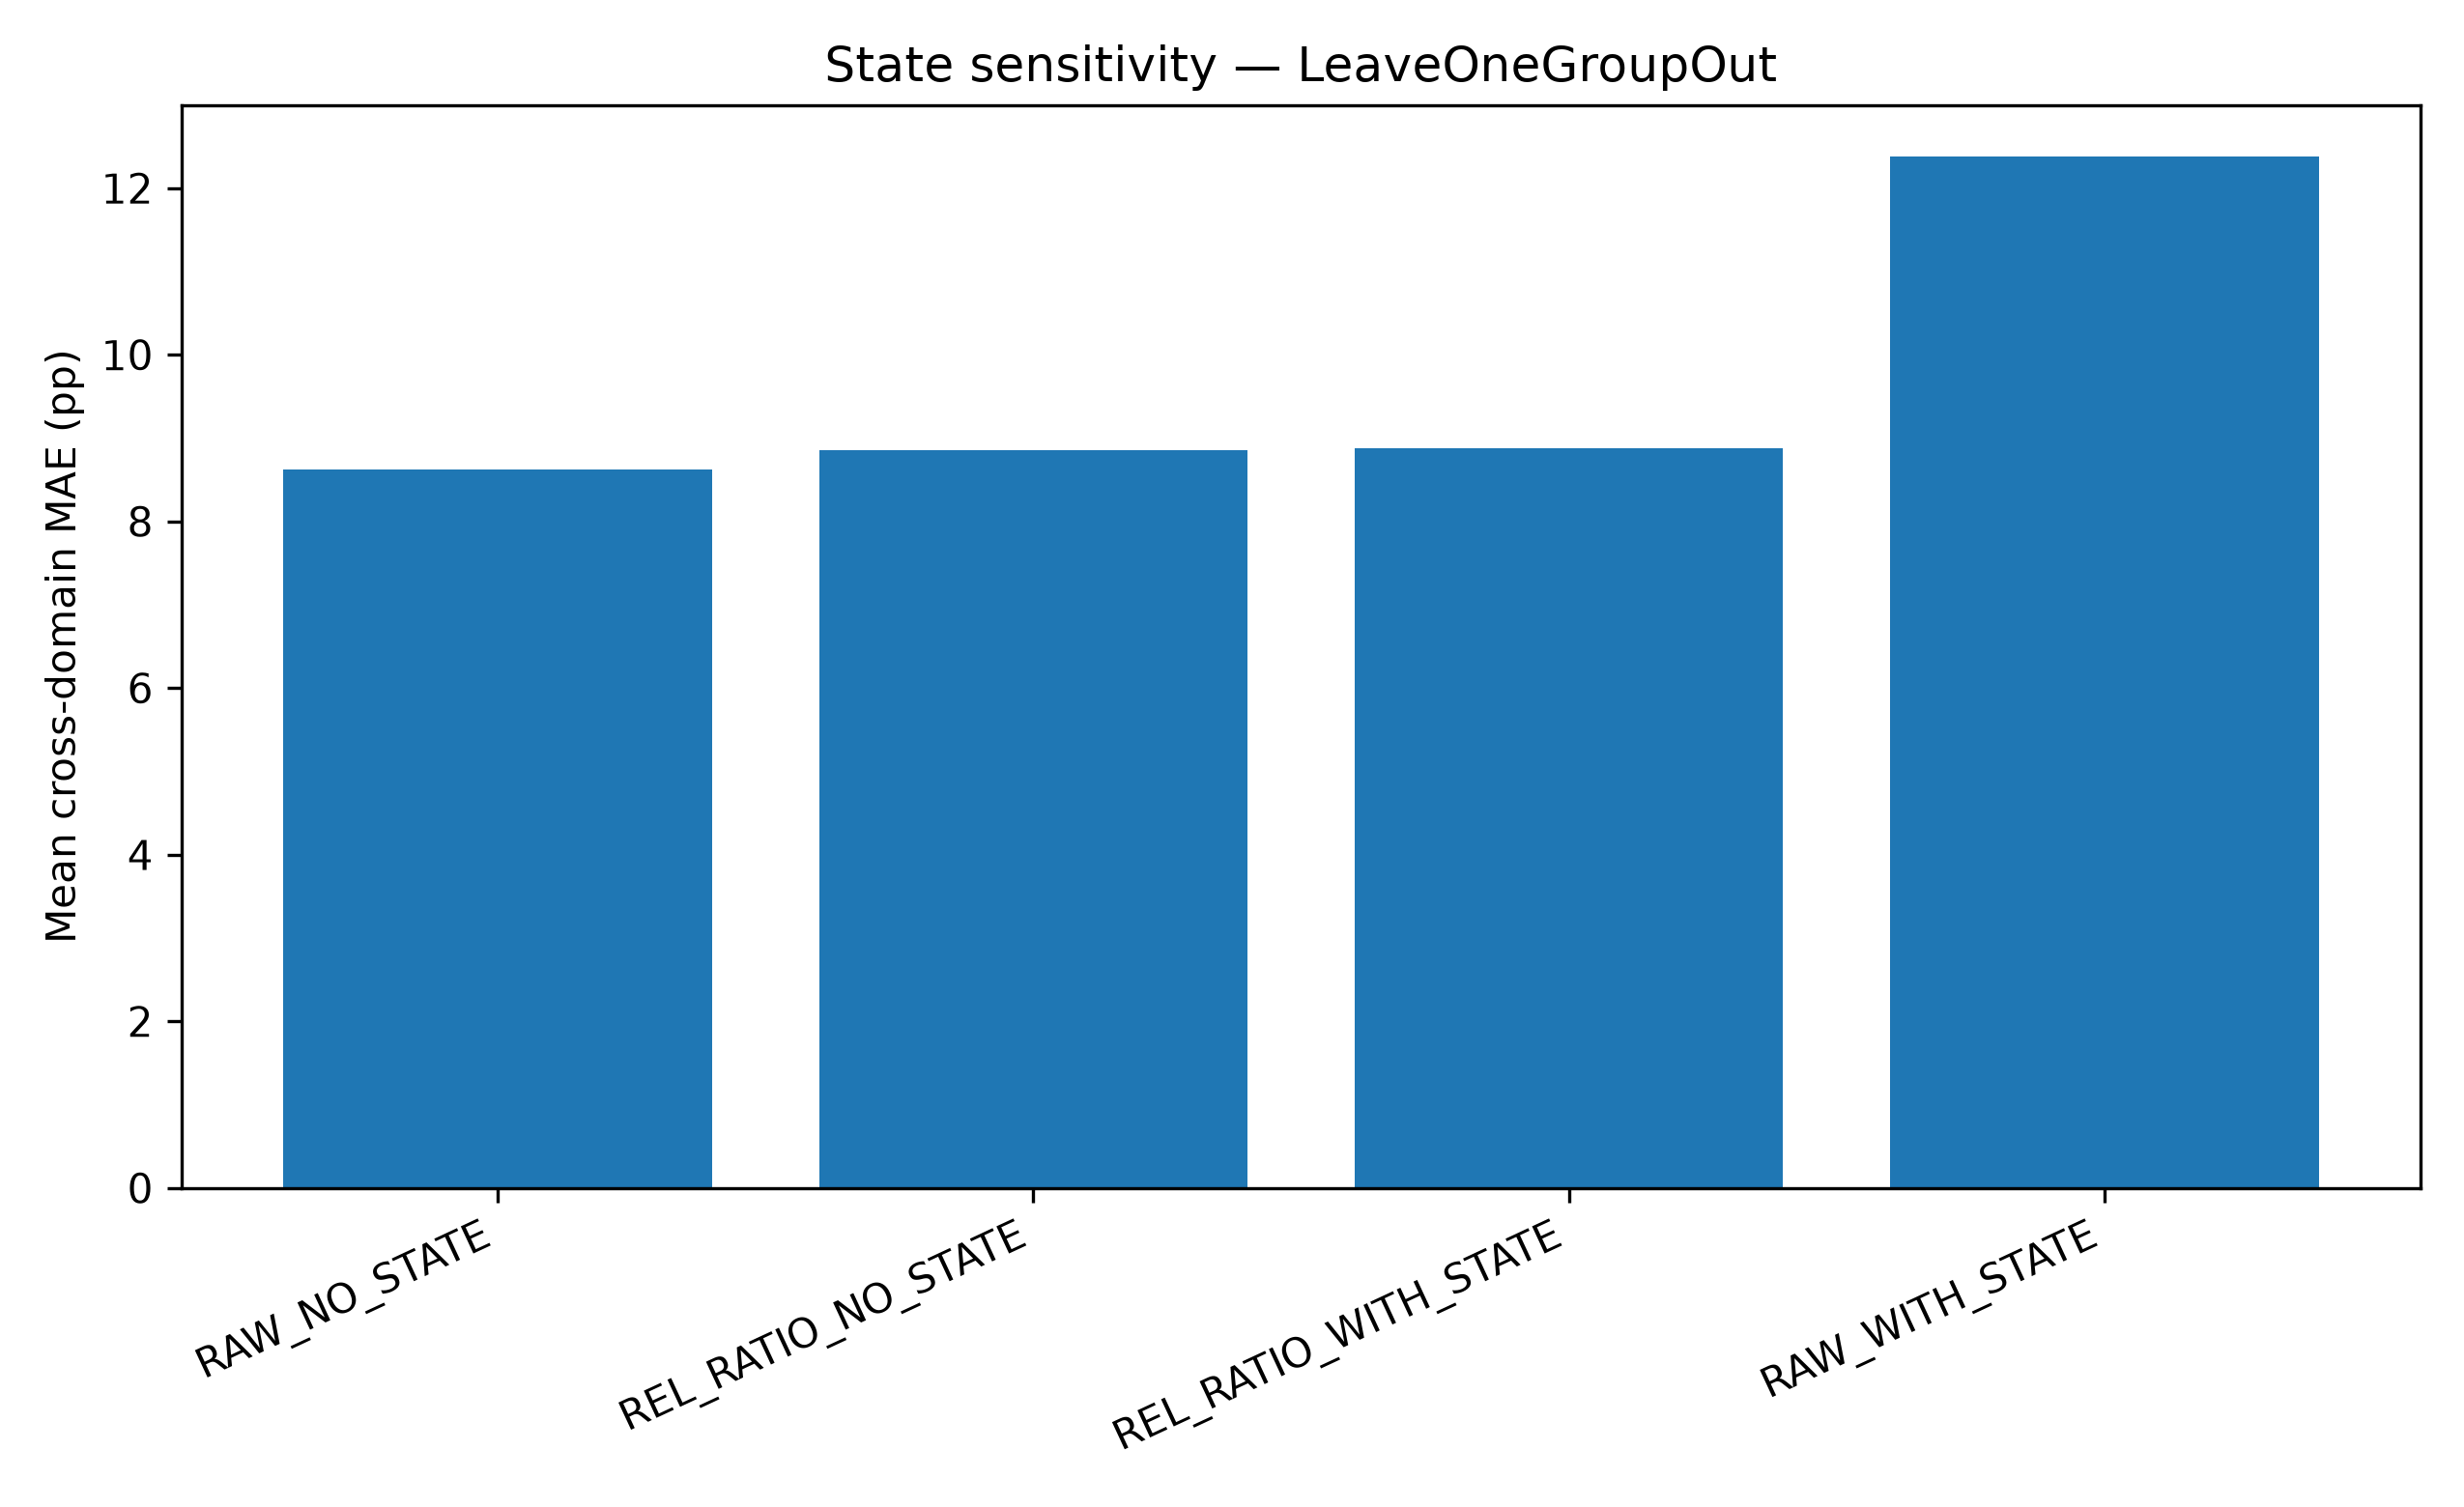 State sensitivity — LeaveOneGroupOut
Mean cross-domain MAE (pp)
12
10
8
6
4
2
0
RAW_NO_STATE
REL_RATIO_NO_STATE
REL_RATIO_WITH_STATE
RAW_WITH_STATE